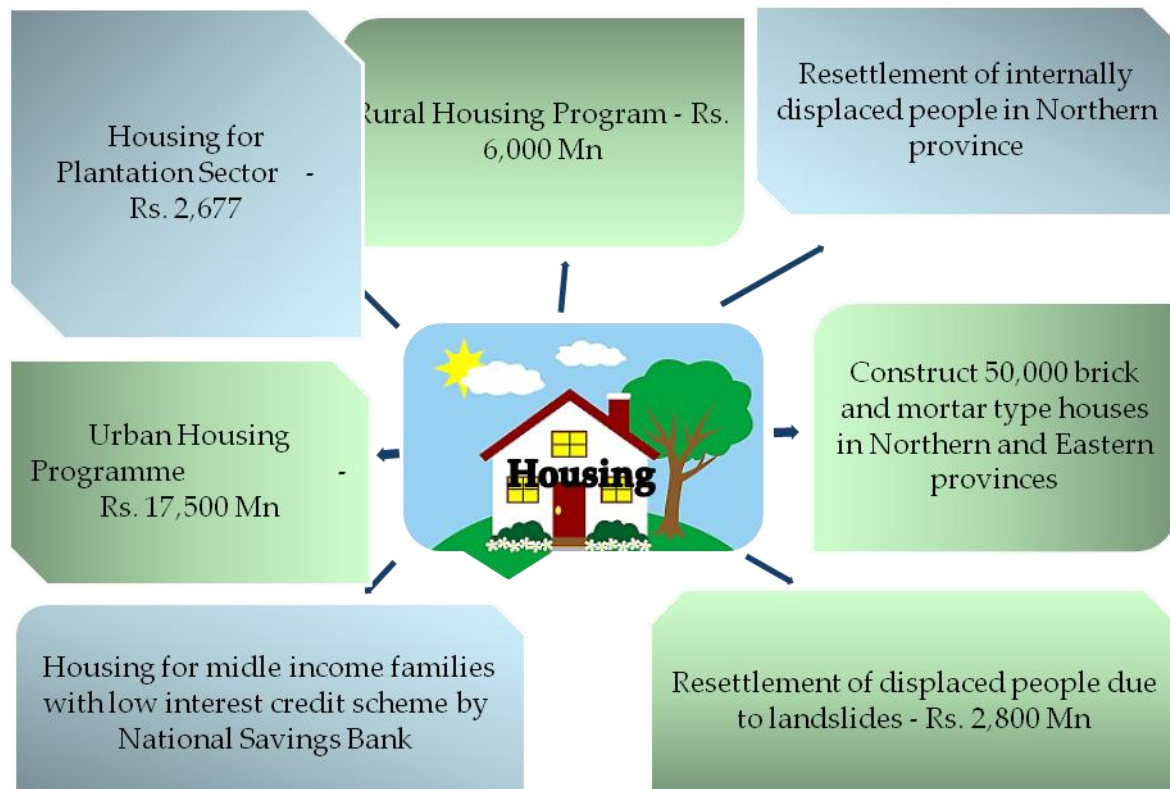 Housing for
Plantation Sector -
Rs. 2,677
Rural Housing Program - Rs.
6,000 Mn
Resettlement of internally
displaced people in Northern
province
Urban Housing
Programme -
Rs. 17,500 Mn
Housing
Construct 50,000 brick
and mortar type houses
in Northern and Eastern
provinces
Housing for midle income families
with low interest credit scheme by
National Savings Bank
Resettlement of displaced people due
to landslides - Rs. 2,800 Mn